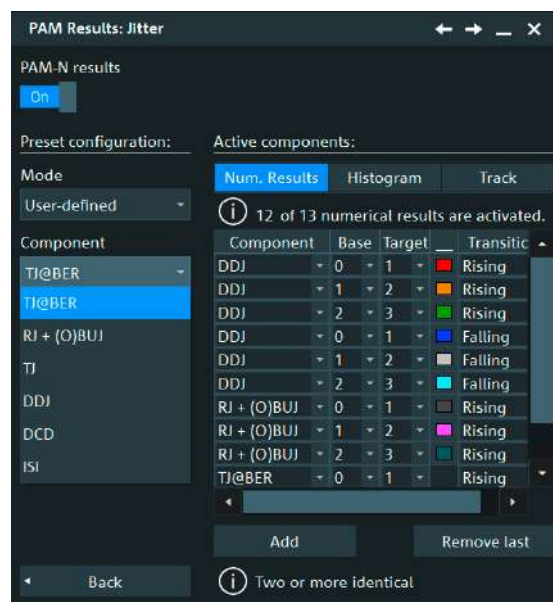 PAM Results: Jitter
PAM-N results
On
Preset configuration:
Mode
User-defined
Component
TJ@BER
TJ@BER
RJ + (O)BUJ
TJ
DDJ
DCD
ISI
Back
Active components:
Num. Results Histogram Track
12 of 13 numerical results are activated.
Component Base Target __ Transitic
DDJ 0 1 Rising
DDJ 1 2 Rising
DDJ 2 3 Rising
DDJ 0 1 Falling
DDJ 1 2 Falling
DDJ 2 3 Falling
RJ + (O)BUJ 0 1 Rising
RJ + (O)BUJ 1 2 Rising
RJ + (O)BUJ 2 3 Rising
TJ@BER 0 1 Rising
Add Remove last
Two or more identical